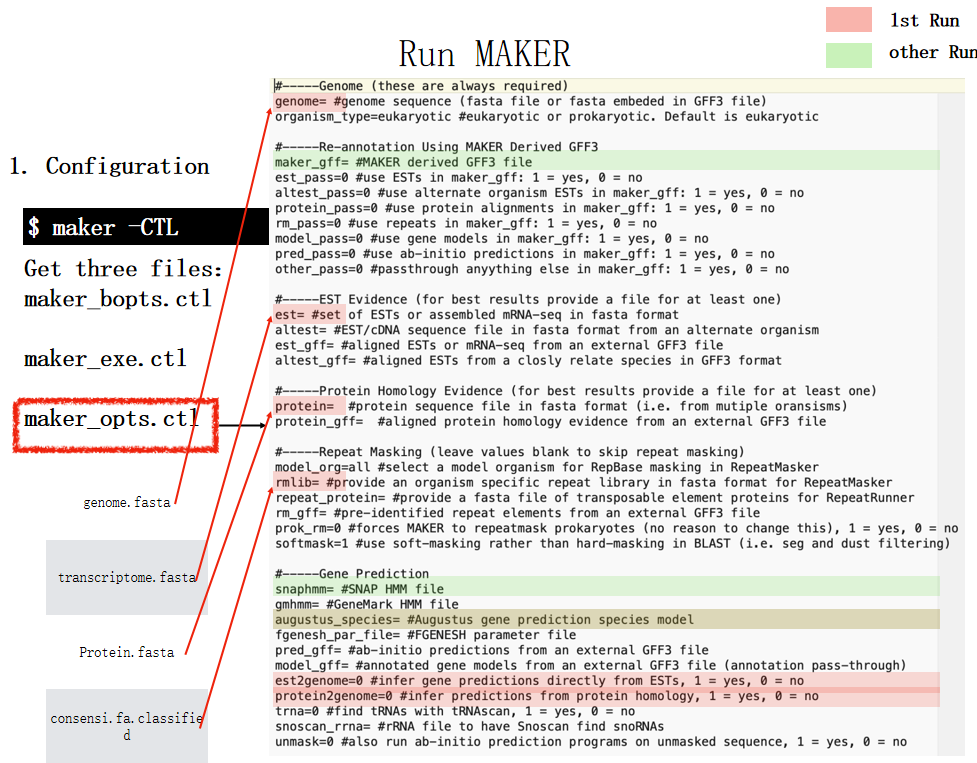 1st Run
other Run
Run MAKER
1. Configuration
$ maker -CTL
Get three files:
maker_bopts.ctl
maker_exe.ctl
maker_opts.ctl
genome.fasta
transcriptome.fasta
Protein.fasta
consensi.fa.classifie
d
#-----Genome (these are always required)
genome= #genome sequence (fasta file or fasta embeded in GFF3 file)
organism_type=eukaryotic #eukaryotic or prokaryotic. Default is eukaryotic
#-----Re-annotation Using MAKER Derived GFF3
maker_gff= #MAKER derived GFF3 file
est_pass=0 #use ESTs in maker_gff: 1 = yes, 0 = no
altest_pass=0 #use alternate organism ESTs in maker_gff: 1 = yes, 0 = no
protein_pass=0 #use protein alignments in maker_gff: 1 = yes, 0 = no
rm_pass=0 #use repeats in maker_gff: 1 = yes, 0 = no
model_pass=0 #use gene models in maker_gff: 1 = yes, 0 = no
pred_pass=0 #use ab-initio predictions in maker_gff: 1 = yes, 0 = no
other_pass=0 #passthrough anyything else in maker_gff: 1 = yes, 0 = no
#-----EST Evidence (for best results provide a file for at least one)
est= #set of ESTs or assembled mRNA-seq in fasta format
altest= #EST/cDNA sequence file in fasta format from an alternate organism
est_gff= #aligned ESTs or mRNA-seq from an external GFF3 file
altest_gff= #aligned ESTs from a closly relate species in GFF3 format
#-----Protein Homology Evidence (for best results provide a file for at least one)
protein=  #protein sequence file in fasta format (i.e. from mutiple oransisms)
protein_gff=  #aligned protein homology evidence from an external GFF3 file
#-----Repeat Masking (leave values blank to skip repeat masking)
model_org=all #select a model organism for RepBase masking in RepeatMasker
rmlib= #provide an organism specific repeat library in fasta format for RepeatMasker
repeat_protein= #provide a fasta file of transposable element proteins for RepeatRunner
rm_gff= #pre-identified repeat elements from an external GFF3 file
prok_rm=0 #forces MAKER to repeatmask prokaryotes (no reason to change this), 1 = yes, 0 = no
softmask=1 #use soft-masking rather than hard-masking in BLAST (i.e. seg and dust filtering)
#-----Gene Prediction
snaphmm= #SNAP HMM file
gmhmm= #GeneMark HMM file
augustus_species= #Augustus gene prediction species model
fgenesh_par_file= #FGENESH parameter file
pred_gff= #ab-initio predictions from an external GFF3 file
model_gff= #annotated gene models from an external GFF3 file (annotation pass-through)
est2genome=0 #infer gene predictions directly from ESTs, 1 = yes, 0 = no
protein2genome=0 #infer predictions from protein homology, 1 = yes, 0 = no
trna=0 #find tRNAs with tRNAscan, 1 = yes, 0 = no
snoscan_rrna= #rRNA file to have Snoscan find snoRNAs
unmask=0 #also run ab-initio prediction programs on unmasked sequence, 1 = yes, 0 = no